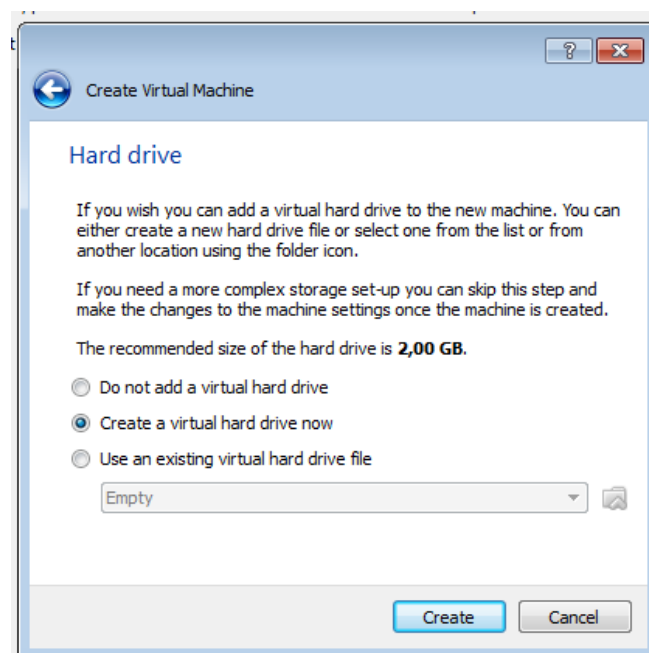 ?
Create Virtual Machine
Hard drive
If you wish you can add a virtual hard drive to the new machine. You can
either create a new hard drive file or select one from the list or from
another location using the folder icon.
If you need a more complex storage set-up you can skip this step and
make the changes to the machine settings once the machine is created.
The recommended size of the hard drive is 2,00 GB.
Do not add a virtual hard drive
Create a virtual hard drive now
Use an existing virtual hard drive file
Empty
Create Cancel